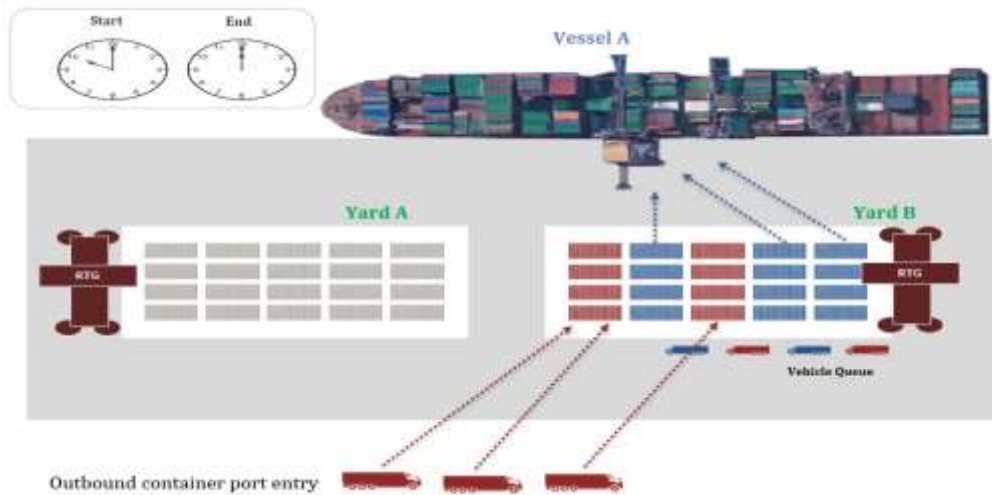 Start End
Vessel A
Yard A Yard B
RTG RTG
Vehicle Queue
Outbound container port entry